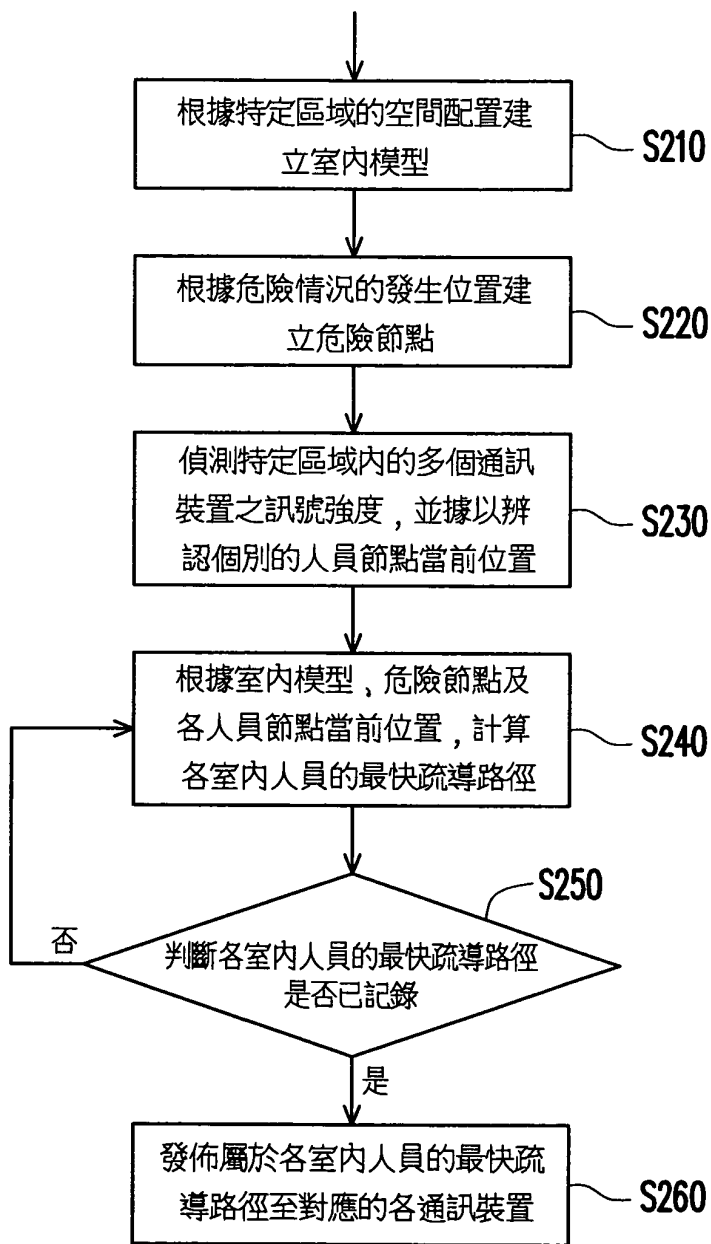 根據特定區域的空間配置建
立室內模型
S210
根據危險情況的發生位置建
立危險節點
S220
偵測特定區域內的多個通訊
裝置之訊號強度，並據以辨
認個別的人員節點當前位置
S230
根據室內模型、危險節點及
各人員節點當前位置，計算
各室內人員的最快疏導路徑
S240
S250
否
判斷各室內人員的最快疏導路徑
是否已記錄
是
發佈屬於各室內人員的最快疏
導路徑至對應的各通訊裝置
S260